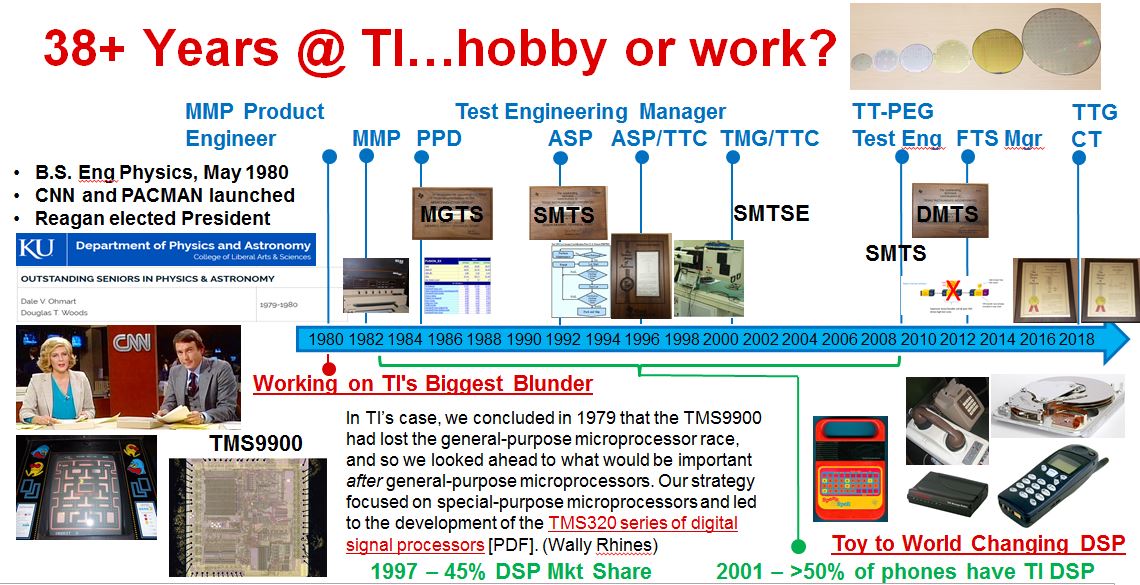 38+ Years @ TI...hobby or work?
MMP Product
Engineer
MMP
PPD
Test Engineering Manager
ASP
ASP/TTC
TMG/TTC
TT-PEG
Test Eng
FTS Mgr
TTG
CT
• B.S. Eng Physics, May 1980
• CNN and PACMAN launched
• Reagan elected President
MGTS
SMTS
SMTSE
SMTS
DMTS
KU
Department of Physics and Astronomy
College of Liberal Arts & Sciences
OUTSTANDING SENIORS IN PHYSICS & ASTRONOMY
Dale V. Ohmart
Douglas T. Woods
1979-1980
1980 1982 1984 1986 1988 1990 1992 1994 1996 1998 2000 2002 2004 2006 2008 2010 2012 2014 2016 2018
CNN
Working on TI's Biggest Blunder
TMS9900
In TI's case, we concluded in 1979 that the TMS9900
had lost the general-purpose microprocessor race,
and so we looked ahead to what would be important
after general-purpose microprocessors. Our strategy
focused on special-purpose microprocessors and led
to the development of the TMS320 series of digital
signal processors [PDF]. (Wally Rhines)
1997 – 45% DSP Mkt Share
2001 – >50% of phones have TI DSP
Toy to World Changing DSP